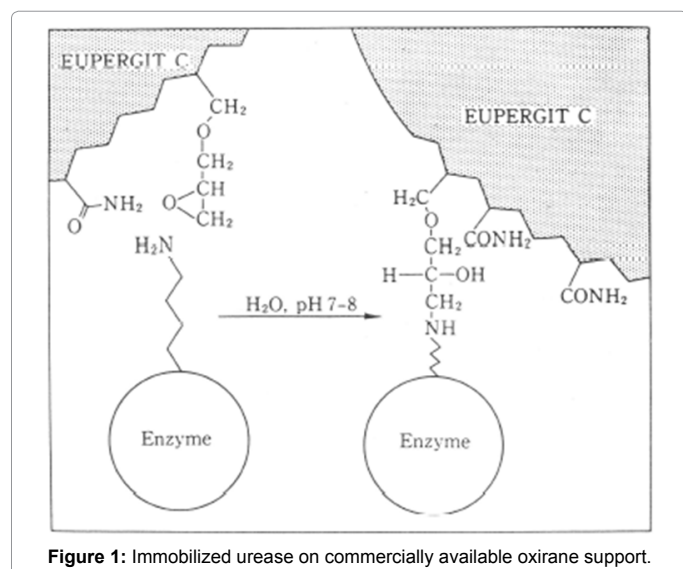 EUPERGIT C
CH₂
O
CH₂
CH
O
CH₂
NH₂
O
H₂N
H₂O, pH 7-8
Enzyme
EUPERGIT C
H₂C
O
CH₂
CONH₂
H—C—OH
CH₂
NH
CONH₂
Enzyme
Figure 1: Immobilized urease on commercially available oxirane support.